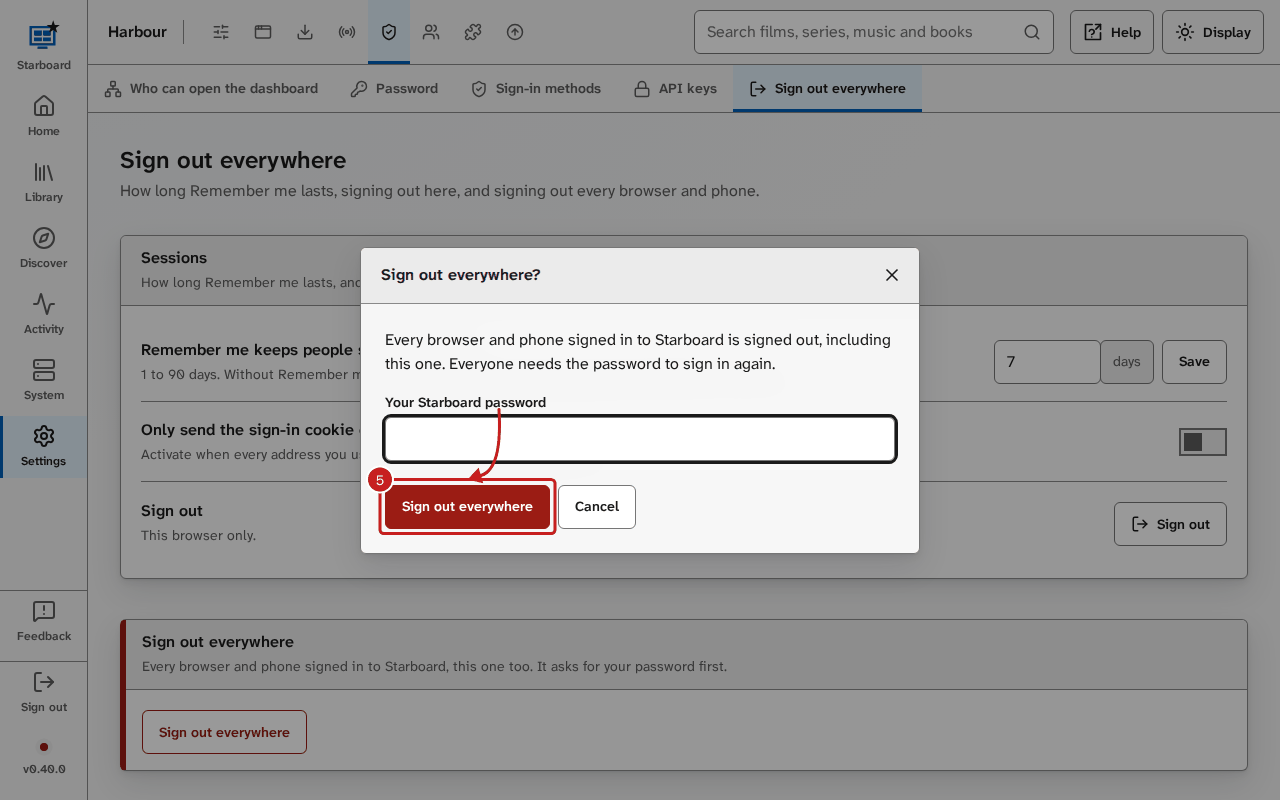 Starboard
Home
Library
Discover
Activity
System
Settings
Feedback
Sign out
v0.40.0
Harbour
Search films, series, music and books
Help
Display
Who can open the dashboard
Password
Sign-in methods
API keys
Sign out everywhere
Sign out everywhere
How long Remember me lasts, signing out here, and signing out every browser and phone.
Sessions
How long Remember me lasts, and
Remember me keeps people
1 to 90 days. Without Remember
7
days
Save
Only send the sign-in cookie
Activate when every address you
Sign out
This browser only.
Sign out
Sign out everywhere?
Every browser and phone signed in to Starboard is signed out, including
this one. Everyone needs the password to sign in again.
Your Starboard password
5
Sign out everywhere
Cancel
Sign out everywhere
Every browser and phone signed in to Starboard, this one too. It asks for your password first.
Sign out everywhere